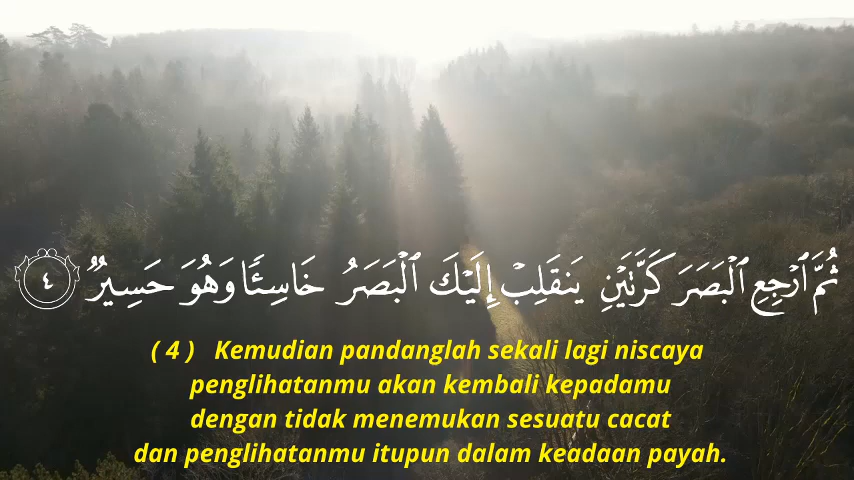 ثُمَّ ٱرْجِعِ ٱلْبَصَرَ كَرَّتَيْنِ يَنقَلِبْ إِلَيْكَ ٱلْبَصَرُ خَاسِئًا وَهُوَ حَسِيرٌ ٤
( 4 ) Kemudian pandanglah sekali lagi niscaya
penglihatanmu akan kembali kepadamu
dengan tidak menemukan sesuatu cacat
dan penglihatanmu itupun dalam keadaan payah.